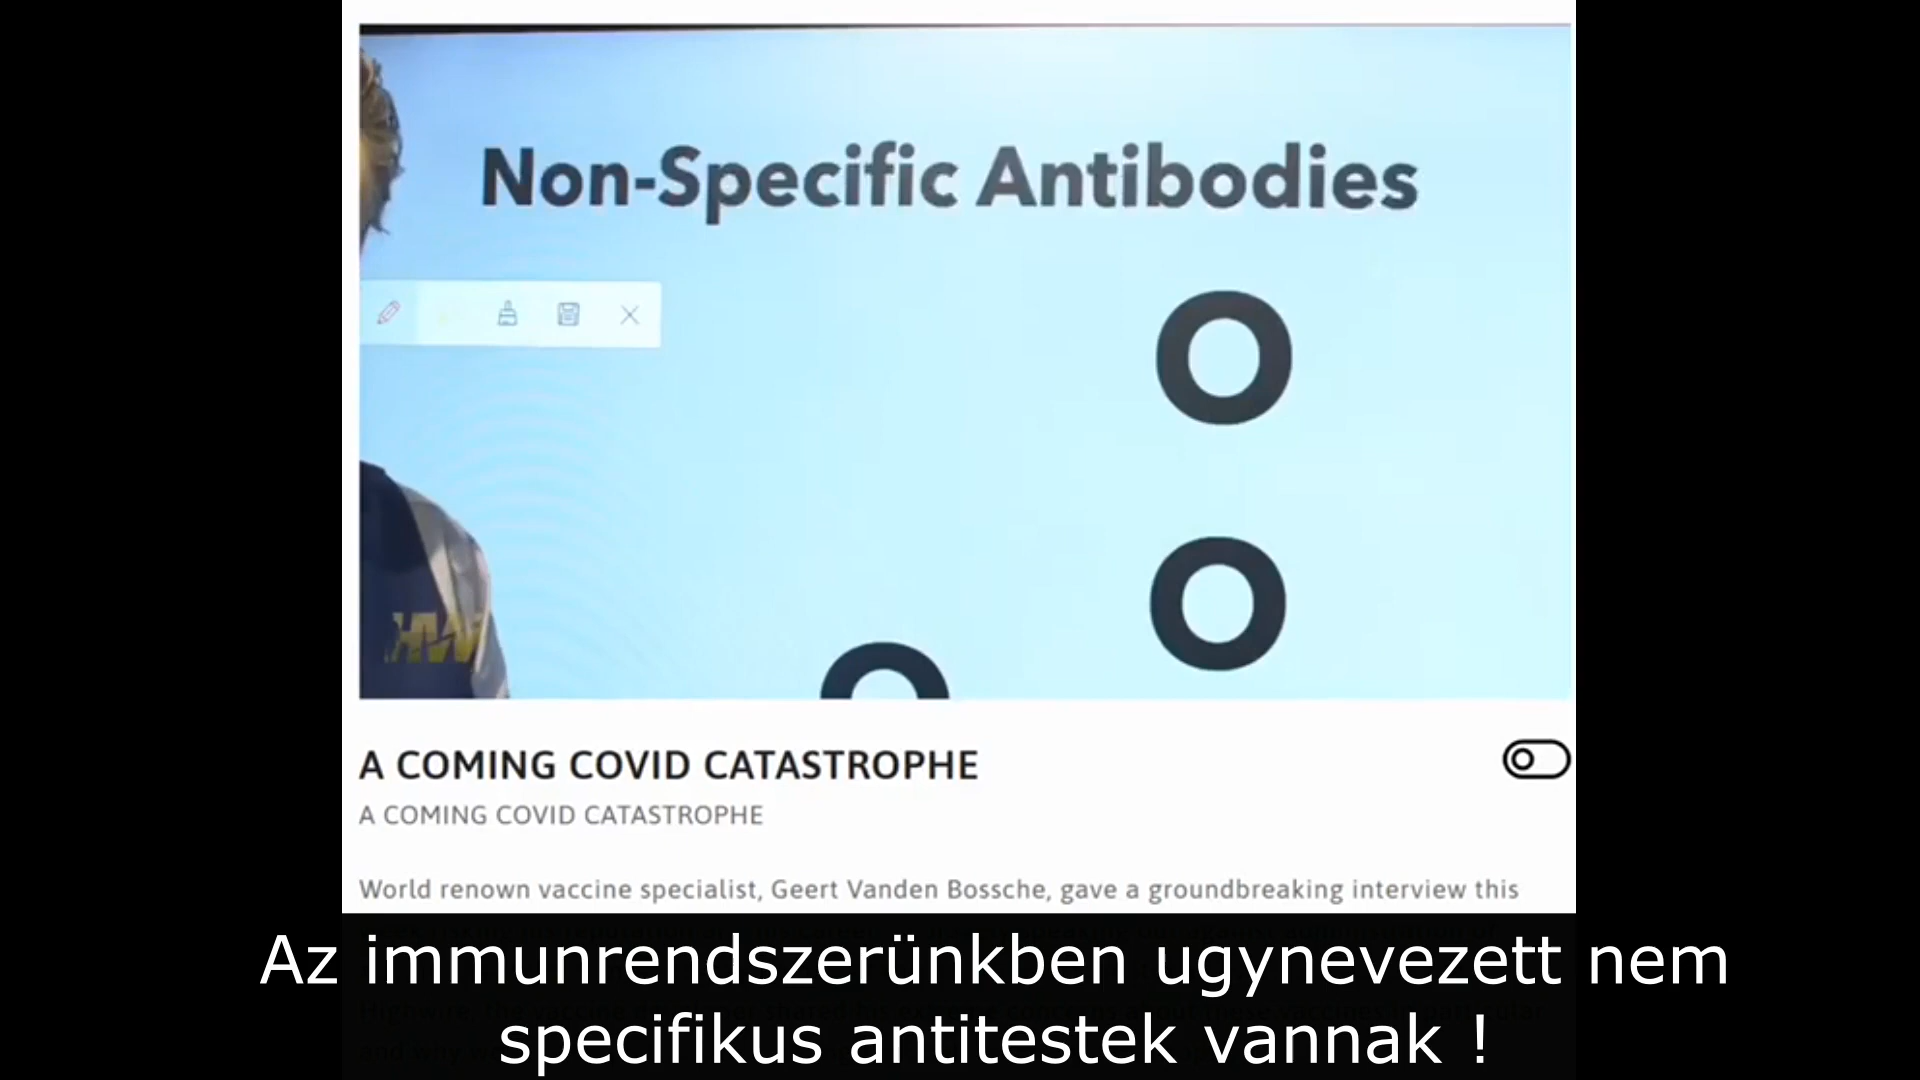 Non-Specific Antibodies
O
O
HW
A COMING COVID CATASTROPHE
A COMING COVID CATASTROPHE
World renown vaccine specialist, Geert Vanden Bossche, gave a groundbreaking interview this
Az immunrendszerünkben ugynevezett nem
specifikus antitestek vannak !